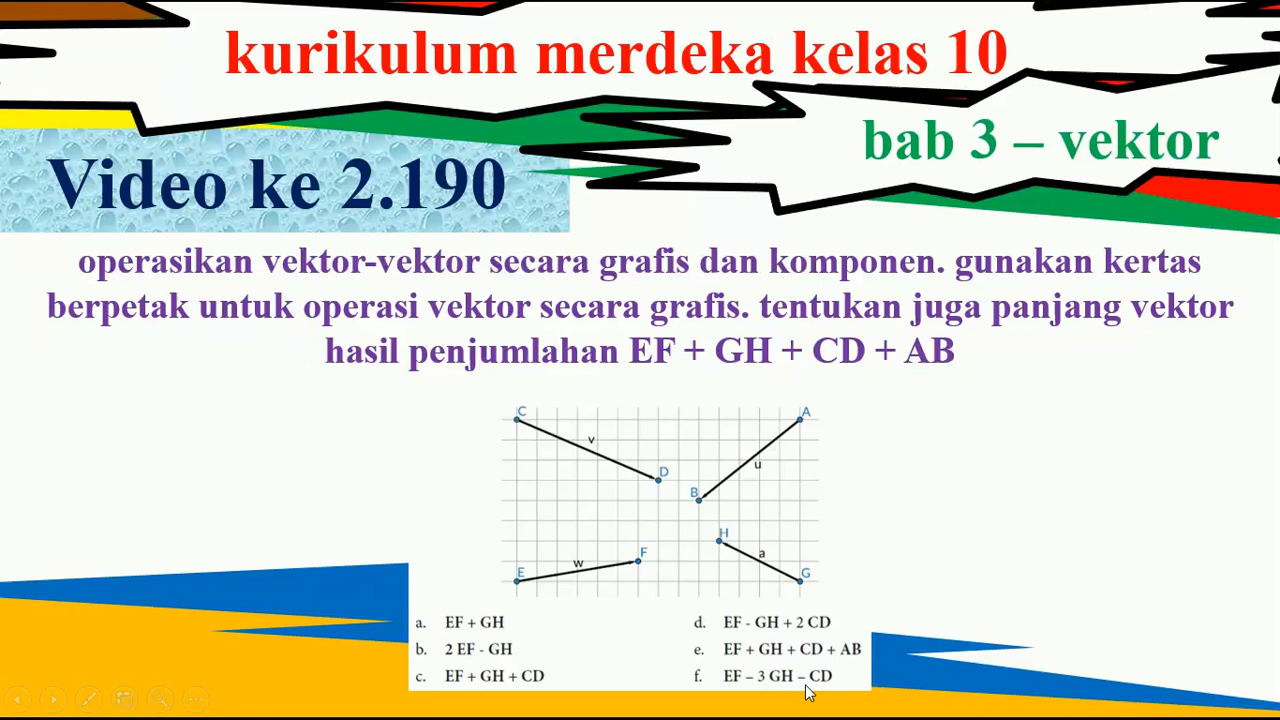 kurikulum merdeka kelas 10
bab 3 – vektor
Video ke 2.190
operasikan vektor-vektor secara grafis dan komponen. gunakan kertas
berpetak untuk operasi vektor secara grafis. tentukan juga panjang vektor
hasil penjumlahan EF + GH + CD + AB
C
A
v
D
u
B
H
F
a
w
E
G
a. EF + GH
b. 2 EF - GH
c. EF + GH + CD
d. EF - GH + 2 CD
e. EF + GH + CD + AB
f. EF – 3 GH – CD